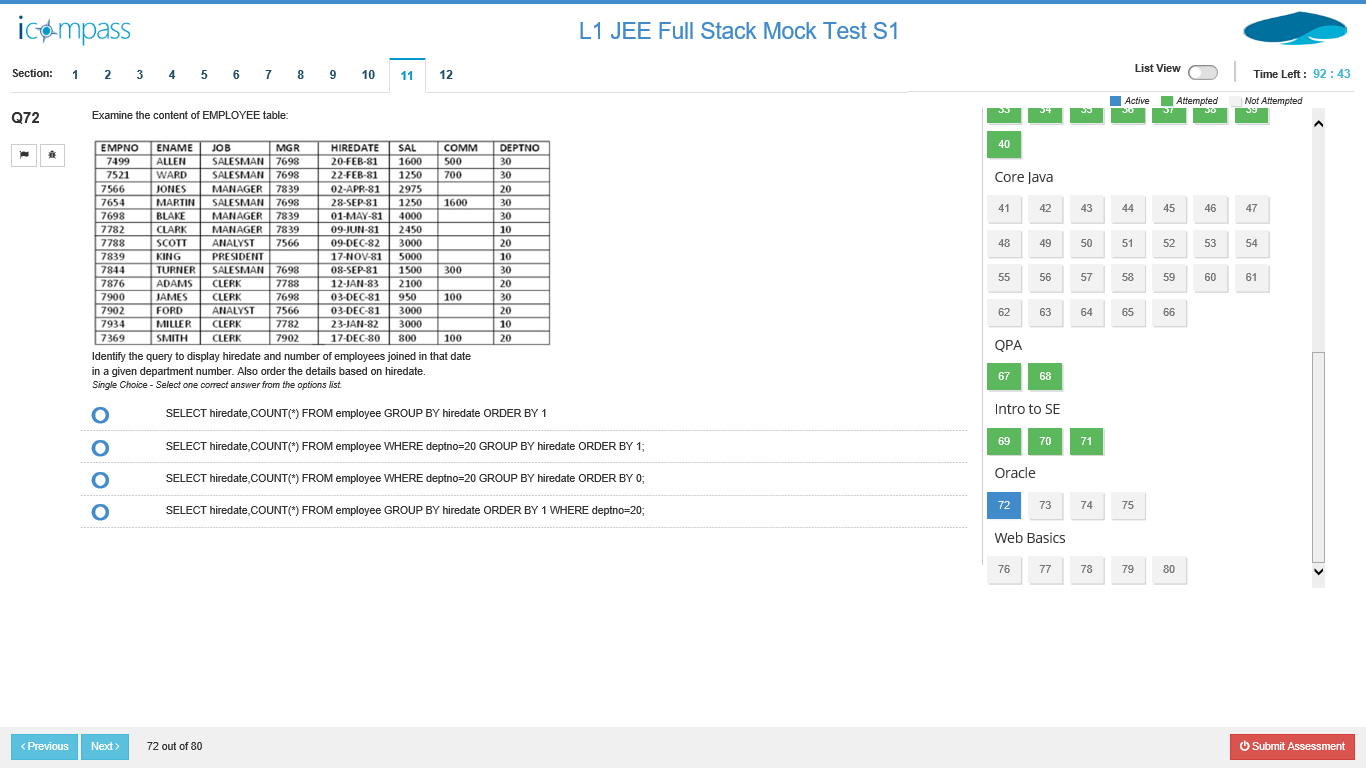 icompass
L1 JEE Full Stack Mock Test S1
Section: 1 2 3 4 5 6 7 8 9 10 11 12
List View
Time Left : 92 : 43
Active Attempted Not Attempted
Q72
Examine the content of EMPLOYEE table:
EMPNO ENAME JOB MGR HIREDATE SAL COMM DEPTNO
7499 ALLEN SALESMAN 7698 20-FEB-81 1600 500 30
7521 WARD SALESMAN 7698 22-FEB-81 1250 700 30
7566 JONES MANAGER 7839 02-APR-81 2975 20
7654 MARTIN SALESMAN 7698 28-SEP-81 1250 1600 30
7698 BLAKE MANAGER 7839 01-MAY-81 4000 30
7782 CLARK MANAGER 7839 09-JUN-81 2450 10
7788 SCOTT ANALYST 7566 09-DEC-82 3000 20
7839 KING PRESIDENT 17-NOV-81 5000 10
7844 TURNER SALESMAN 7698 08-SEP-81 1500 300 30
7876 ADAMS CLERK 7788 12-JAN-83 2100 20
7900 JAMES CLERK 7698 03-DEC-81 950 100 30
7902 FORD ANALYST 7566 03-DEC-81 3000 20
7934 MILLER CLERK 7782 23-JAN-82 3000 10
7369 SMITH CLERK 7902 17-DEC-80 800 100 20
Identify the query to display hiredate and number of employees joined in that date
in a given department number. Also order the details based on hiredate.
Single Choice - Select one correct answer from the options list.
SELECT hiredate,COUNT(*) FROM employee GROUP BY hiredate ORDER BY 1
SELECT hiredate,COUNT(*) FROM employee WHERE deptno=20 GROUP BY hiredate ORDER BY 1;
SELECT hiredate,COUNT(*) FROM employee WHERE deptno=20 GROUP BY hiredate ORDER BY 0;
SELECT hiredate,COUNT(*) FROM employee GROUP BY hiredate ORDER BY 1 WHERE deptno=20;
33 34 35 36 37 38 39
40
Core Java
41 42 43 44 45 46 47
48 49 50 51 52 53 54
55 56 57 58 59 60 61
62 63 64 65 66
QPA
67 68
Intro to SE
69 70 71
Oracle
72 73 74 75
Web Basics
76 77 78 79 80
Previous
Next
72 out of 80
Submit Assessment